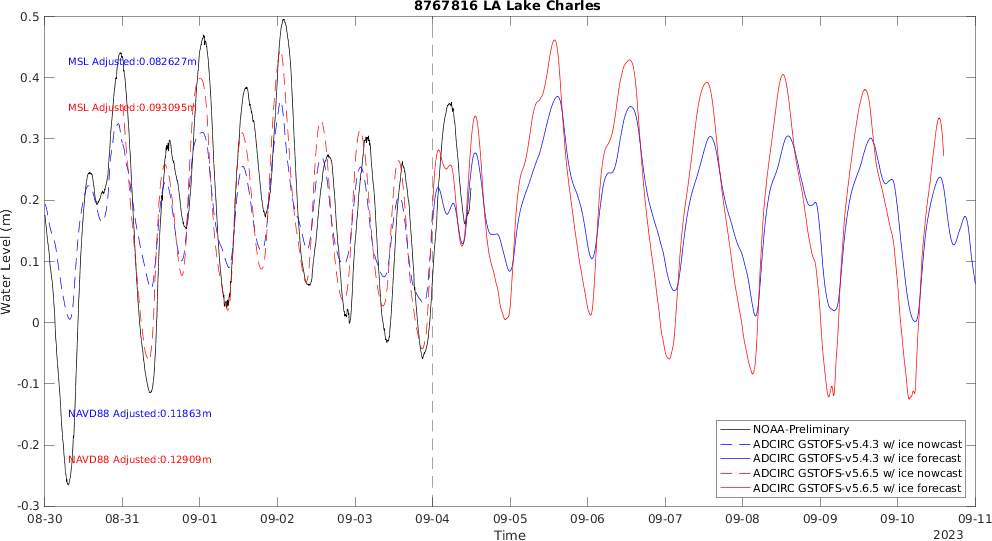 8767816 LA Lake Charles
0.5
MSL Adjusted:0.082627m
0.4
MSL Adjusted:0.093095m
0.3
0.2
Water Level (m)
0.1
0
-0.1
NAVD88 Adjusted:0.11863m
-0.2
NAVD88 Adjusted:0.12909m
-0.3
NOAA-Preliminary
ADCIRC GSTOFS-v5.4.3 w/ ice nowcast
ADCIRC GSTOFS-v5.4.3 w/ ice forecast
ADCIRC GSTOFS-v5.6.5 w/ ice nowcast
ADCIRC GSTOFS-v5.6.5 w/ ice forecast
08-30 08-31 09-01 09-02 09-03 09-04 09-05 09-06 09-07 09-08 09-09 09-10 09-11
Time
2023